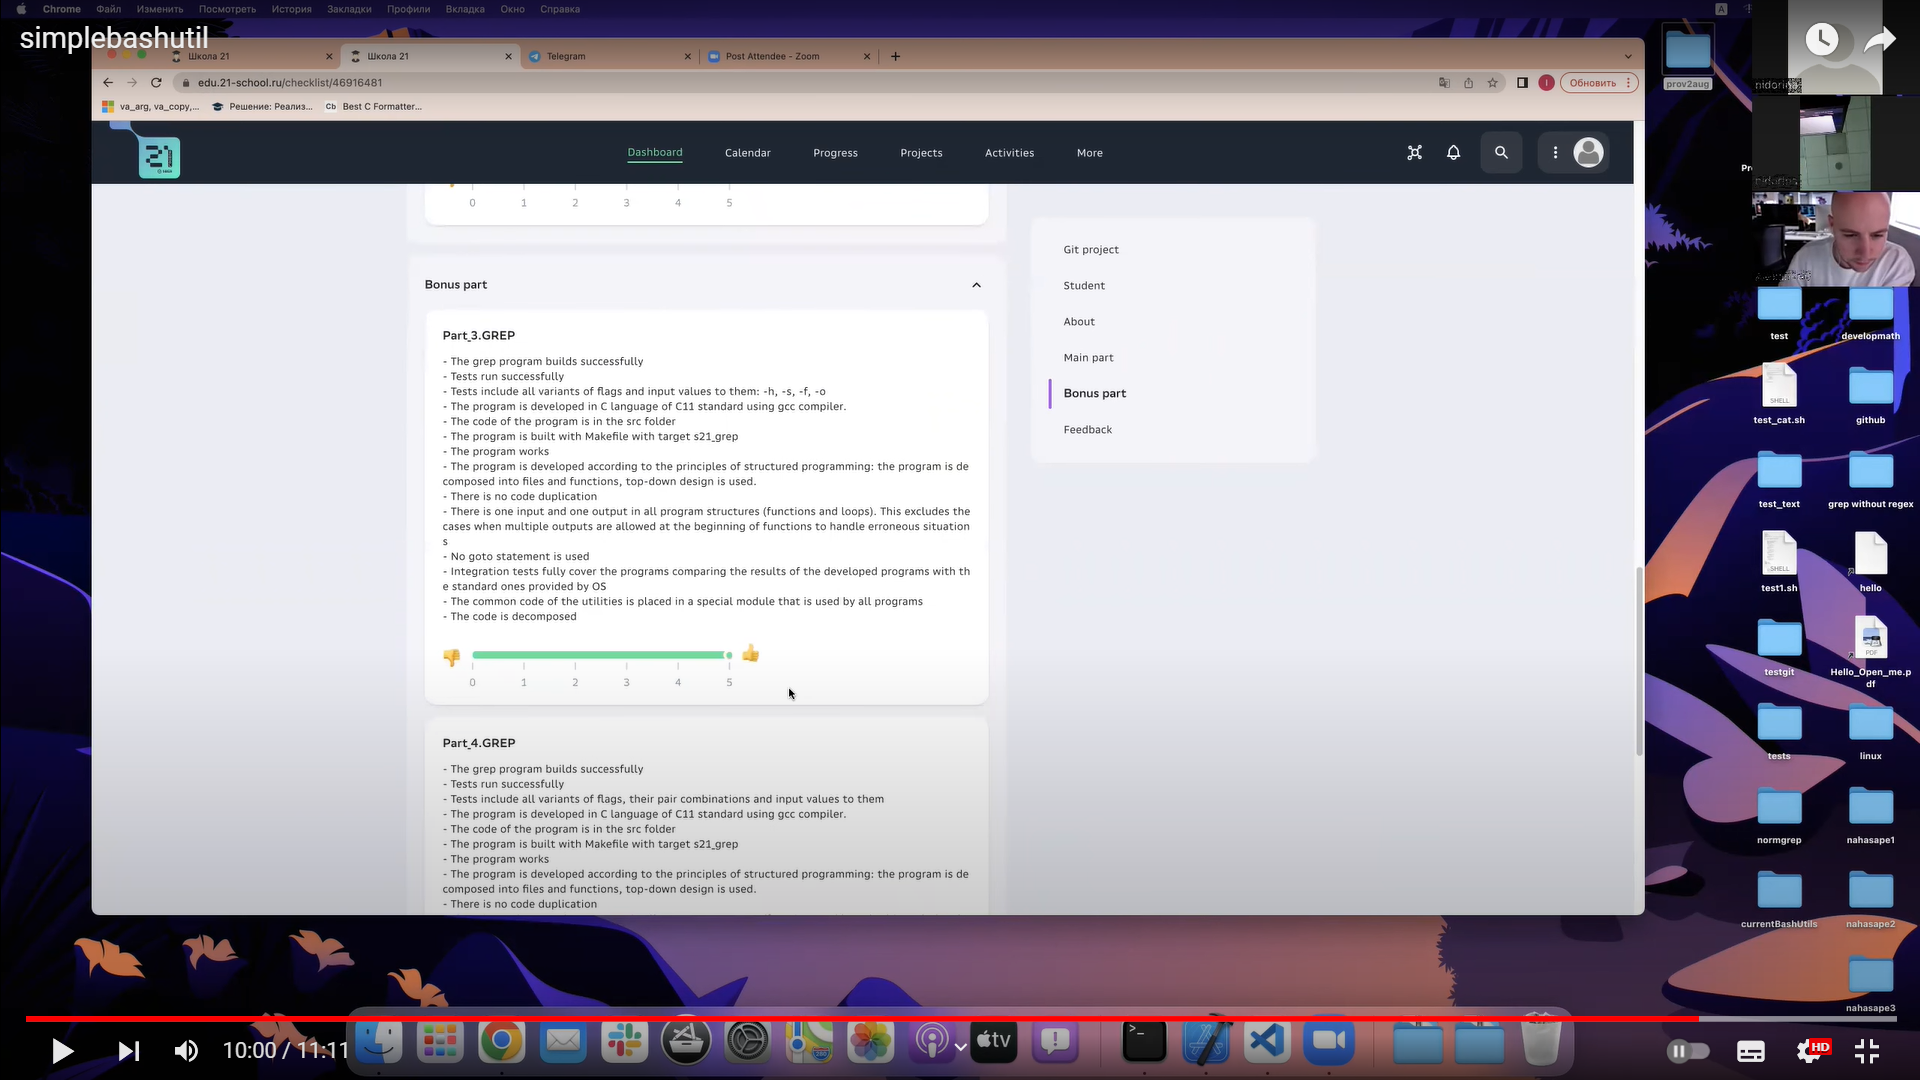 Chrome Файл Изменить Посмотреть История Закладки Профили Вкладка Окно Справка
simplebashutil
Школа 21
Школа 21
Telegram
Post Attendee - Zoom
edu.21-school.ru/checklist/46916481
Обновить
va_arg, va_copy,...
Решение: Реализ...
Cb Best C Formatter...
21
Dashboard
Calendar
Progress
Projects
Activities
More
0 1 2 3 4 5
Bonus part
Part_3.GREP
- The grep program builds successfully
- Tests run successfully
- Tests include all variants of flags and input values to them: -h, -s, -f, -o
- The program is developed in C language of C11 standard using gcc compiler.
- The code of the program is in the src folder
- The program is built with Makefile with target s21_grep
- The program works
- The program is developed according to the principles of structured programming: the program is de
composed into files and functions, top-down design is used.
- There is no code duplication
- There is one input and one output in all program structures (functions and loops). This excludes the
cases when multiple outputs are allowed at the beginning of functions to handle erroneous situation
s
- No goto statement is used
- Integration tests fully cover the programs comparing the results of the developed programs with th
e standard ones provided by OS
- The common code of the utilities is placed in a special module that is used by all programs
- The code is decomposed
0 1 2 3 4 5
Part_4.GREP
- The grep program builds successfully
- Tests run successfully
- Tests include all variants of flags, their pair combinations and input values to them
- The program is developed in C language of C11 standard using gcc compiler.
- The code of the program is in the src folder
- The program is built with Makefile with target s21_grep
- The program works
- The program is developed according to the principles of structured programming: the program is de
composed into files and functions, top-down design is used.
- There is no code duplication
Git project
Student
About
Main part
Bonus part
Feedback
prov2aug
test
developmath
SHELL
test_cat.sh
github
test_text
grep without regex
SHELL
test1.sh
hello
testgit
PDF
Hello_Open_me.p
df
tests
linux
normgrep
nahasape1
currentBashUtils
nahasape2
nahasape3
tv
10:00 / 11:11
HD